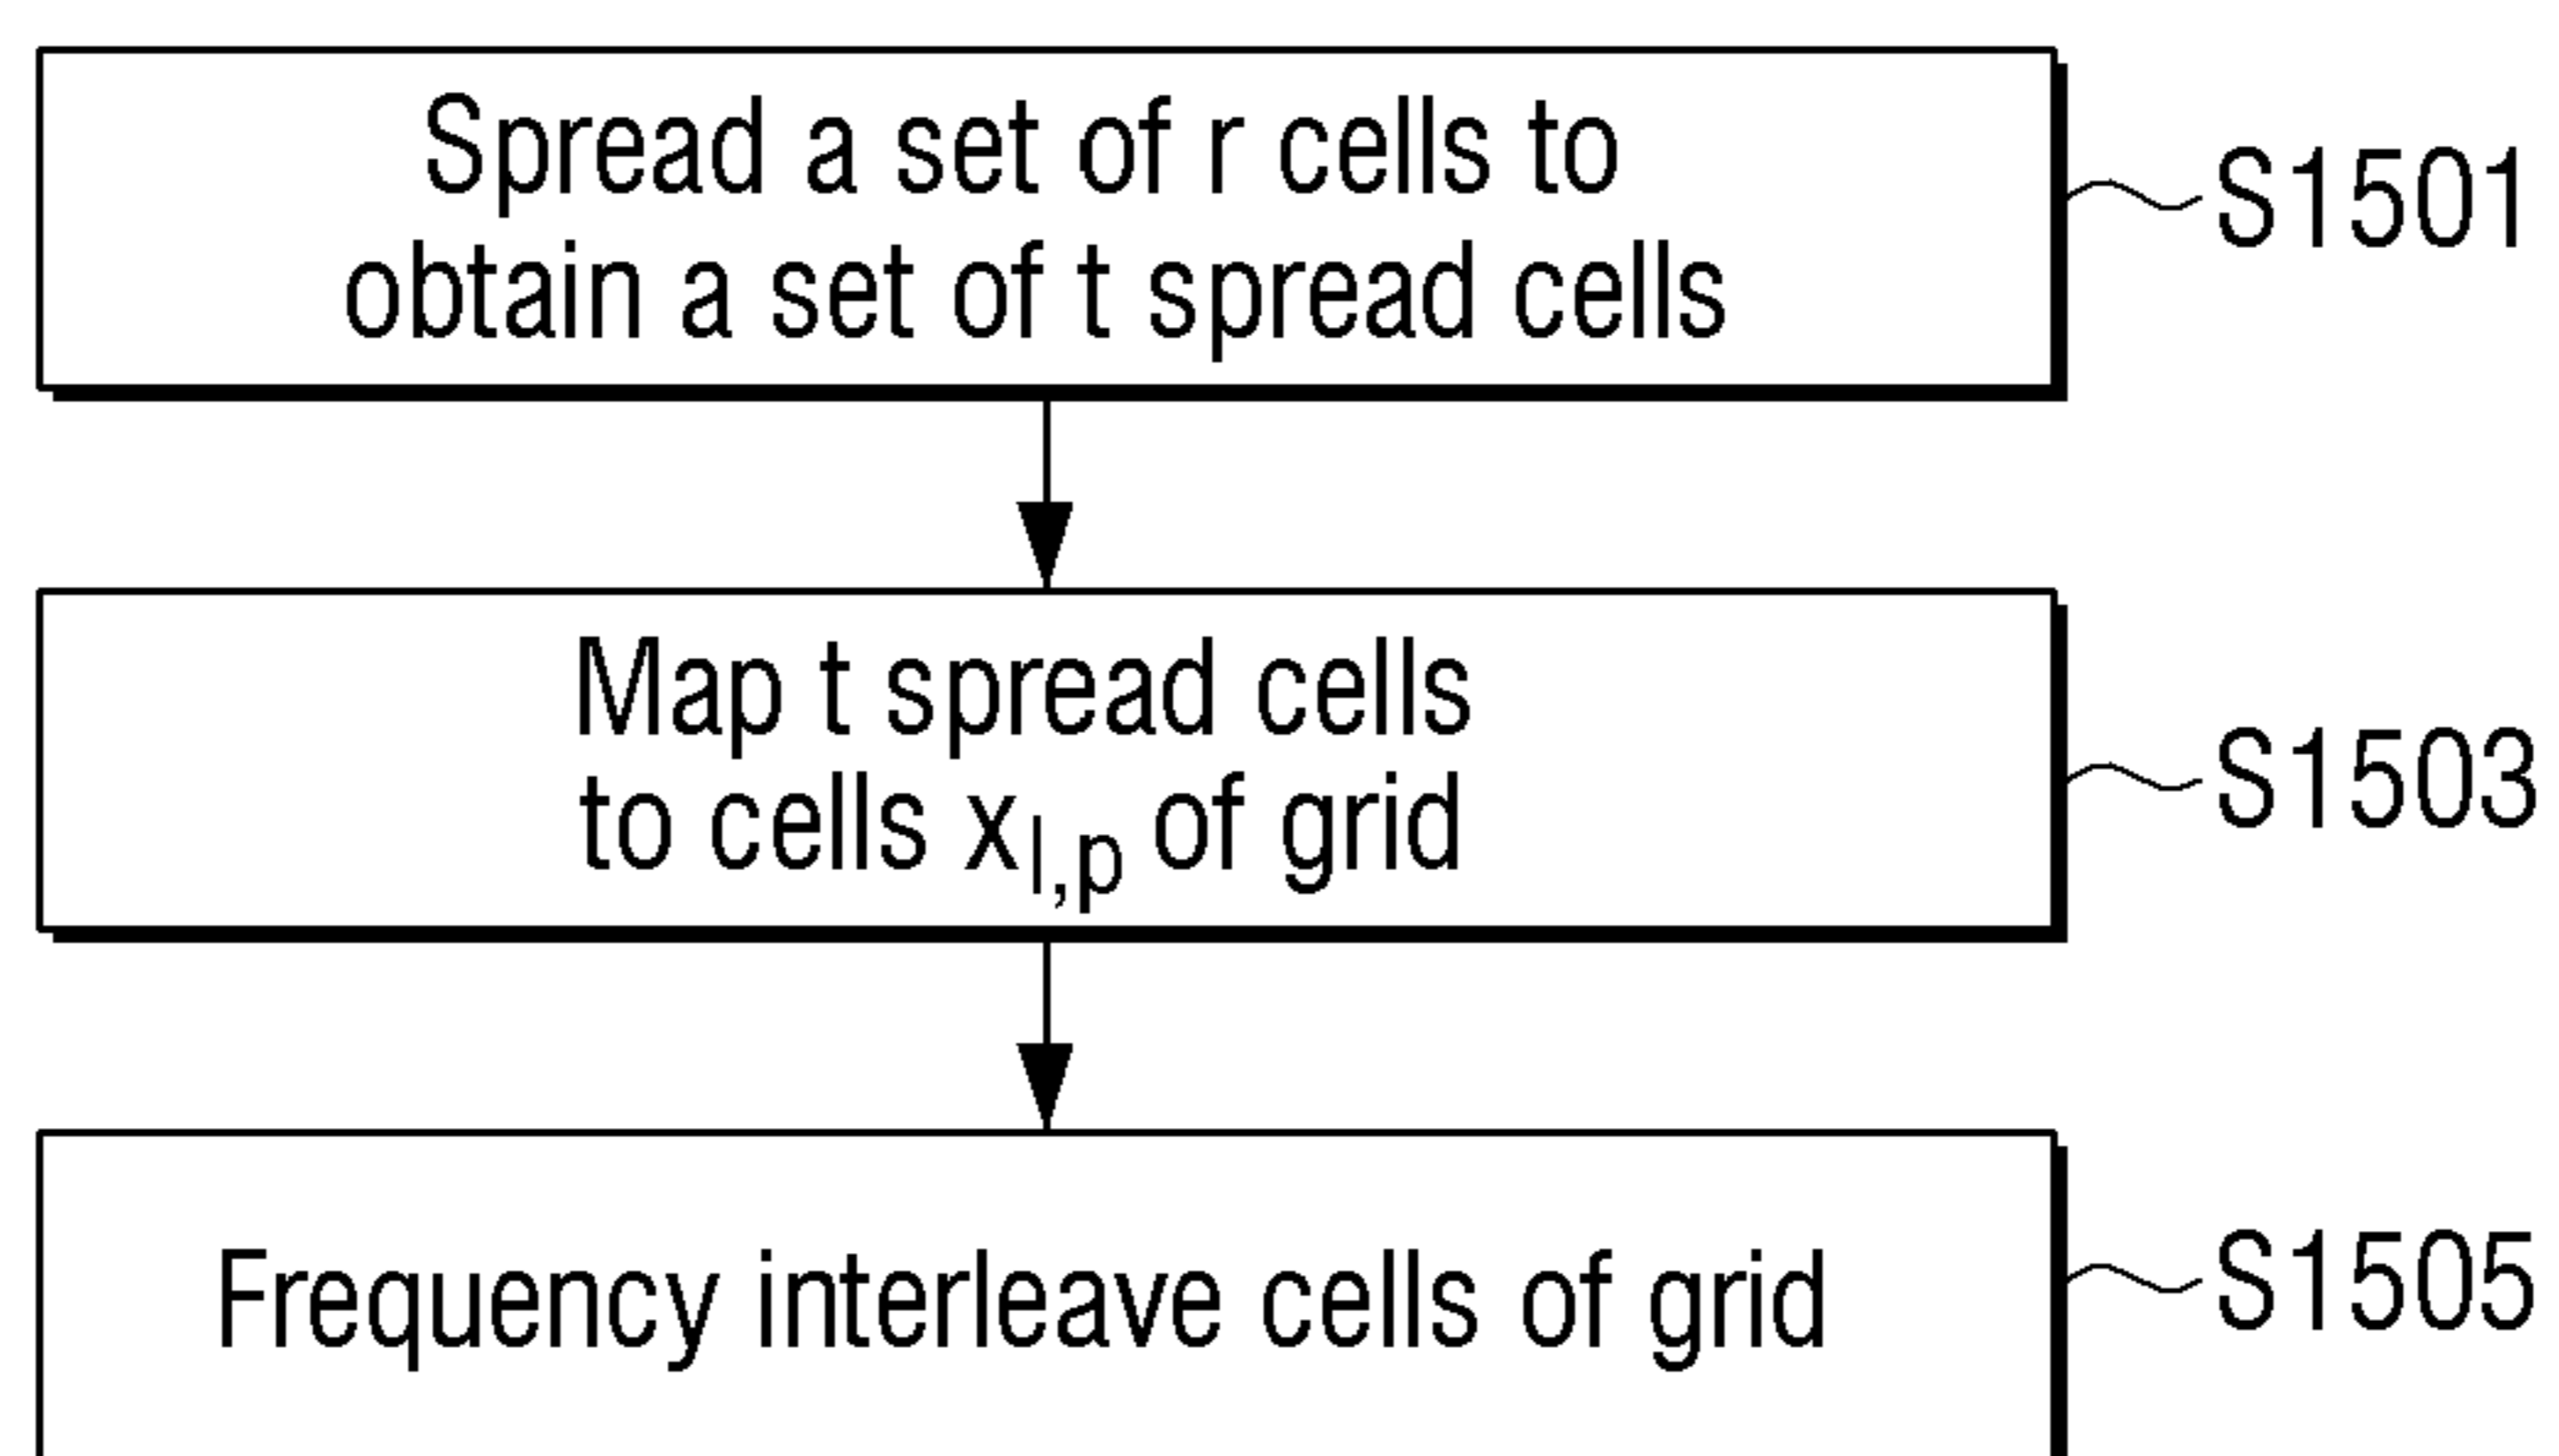 Spread a set of r cells to
obtain a set of t spread cells
S1501
Map t spread cells
to cells x_l,p of grid
S1503
Frequency interleave cells of grid
S1505